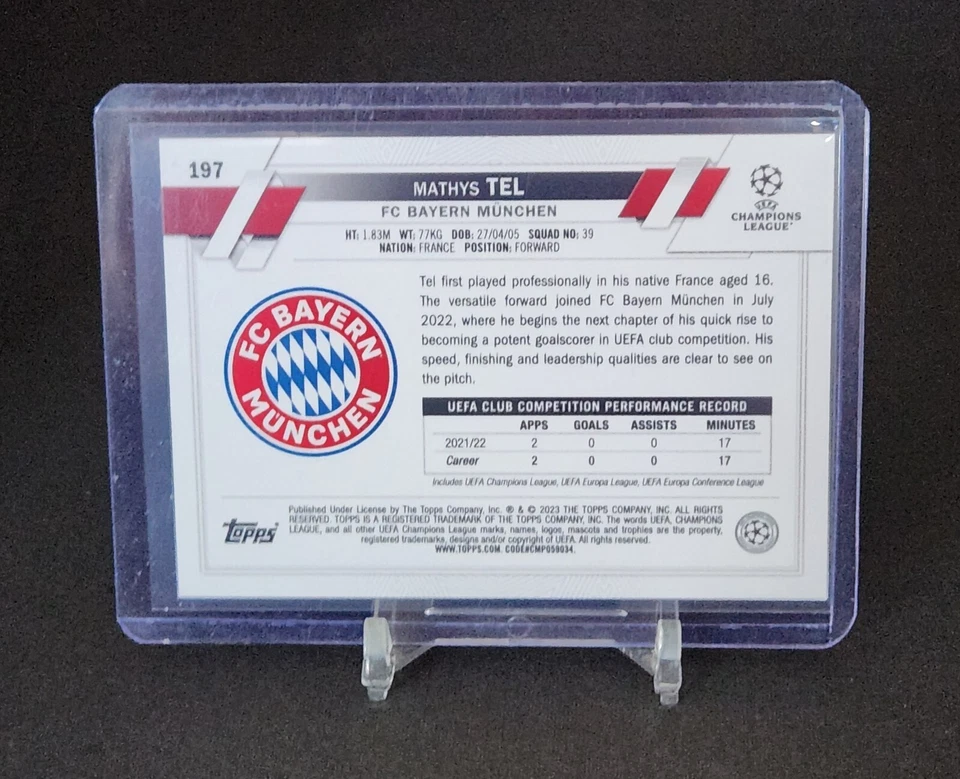 197
MATHYS TEL
FC BAYERN MÜNCHEN
HT: 1.83M WT: 77KG DOB: 27/04/05 SQUAD NO: 39
NATION: FRANCE POSITION: FORWARD
UEFA
CHAMPIONS
LEAGUE
Tel first played professionally in his native France aged 16.
The versatile forward joined FC Bayern München in July
2022, where he begins the next chapter of his quick rise to
becoming a potent goalscorer in UEFA club competition. His
speed, finishing and leadership qualities are clear to see on
the pitch.
FC BAYERN
MÜNCHEN
UEFA CLUB COMPETITION PERFORMANCE RECORD
APPS GOALS ASSISTS MINUTES
2021/22 2 0 0 17
Career 2 0 0 17
Includes UEFA Champions League, UEFA Europa League, UEFA Europa Conference League
Topps
Published Under License by The Topps Company, Inc. ® & © 2023 THE TOPPS COMPANY, INC. ALL RIGHTS
RESERVED. TOPPS IS A REGISTERED TRADEMARK OF THE TOPPS COMPANY, INC. The words UEFA, CHAMPIONS
LEAGUE, and all other UEFA Champions League marks, names, logos, mascots and trophies are the property,
registered trademarks, designs and/or copyright of UEFA. All rights reserved.
WWW.TOPPS.COM. CODE#CMP059034.